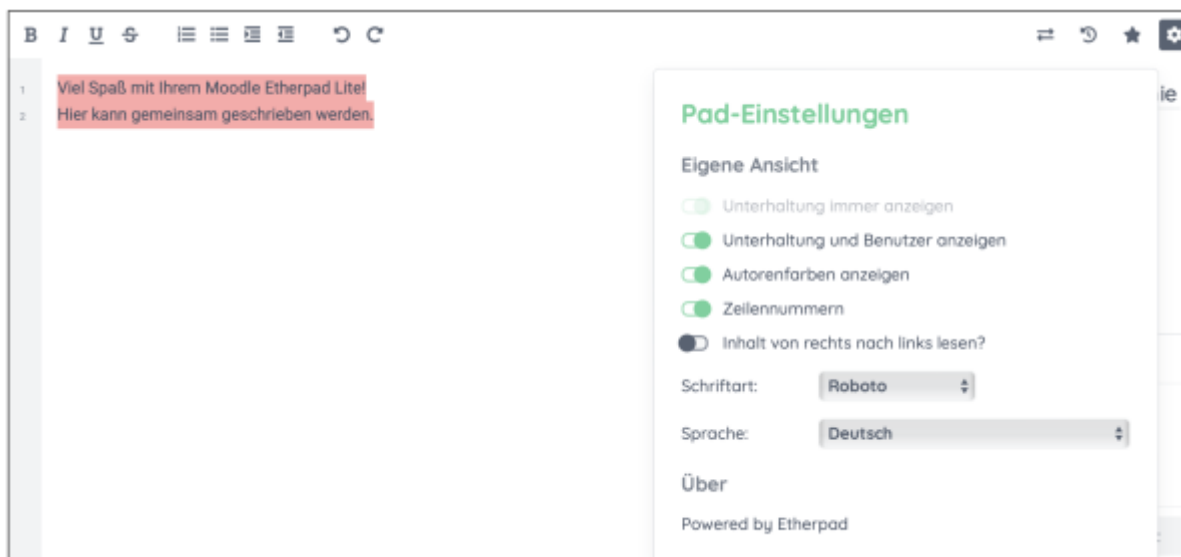 B I U S
1 Viel Spaß mit Ihrem Moodle Etherpad Lite!
2 Hier kann gemeinsam geschrieben werden.
ie
Pad-Einstellungen
Eigene Ansicht
Unterhaltung immer anzeigen
Unterhaltung und Benutzer anzeigen
Autorenfarben anzeigen
Zeilennummern
Inhalt von rechts nach links lesen?
Schriftart: Roboto
Sprache: Deutsch
Über
Powered by Etherpad